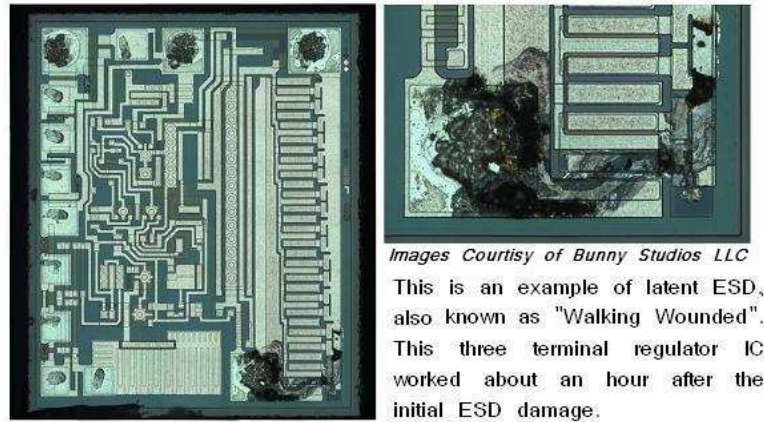 Images Courtisy of Bunny Studios LLC
This is an example of latent ESD,
also known as "Walking Wounded".
This three terminal regulator IC
worked about an hour after the
initial ESD damage.